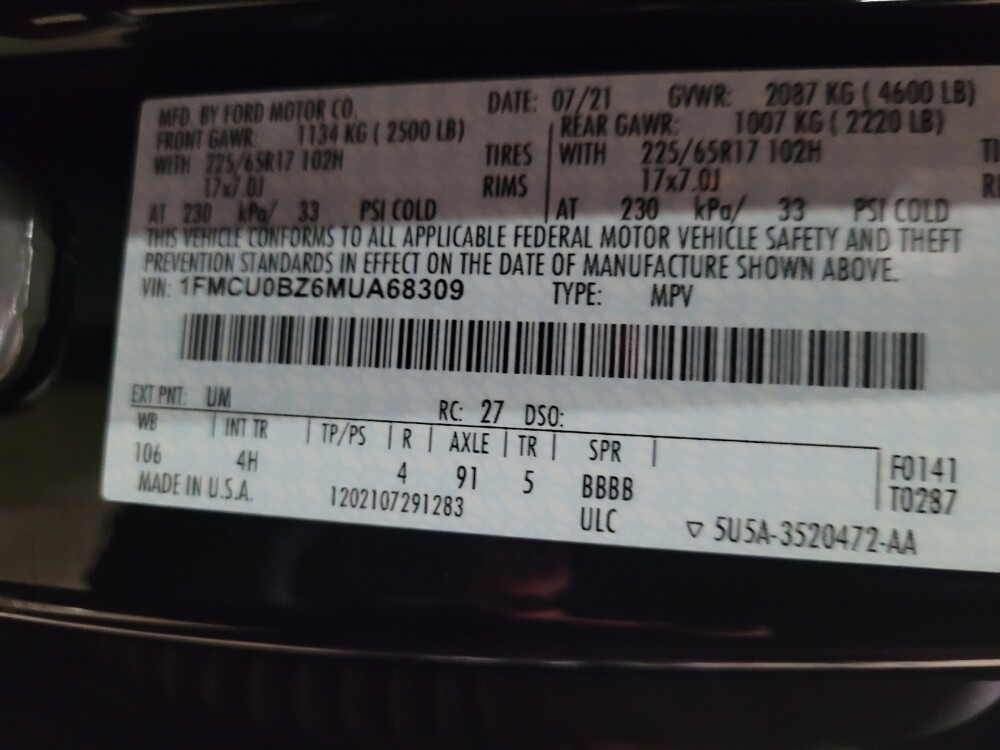 MFD. BY FORD MOTOR CO. DATE: 07/21 GVWR: 2087 KG ( 4600 LB)
FRONT GAWR: 1134 KG ( 2500 LB) REAR GAWR: 1007 KG ( 2220 LB)
WITH 225/65R17 102H TIRES WITH 225/65R17 102H
17x7.0J RIMS 17x7.0J
AT 230 kPa/ 33 PSI COLD AT 230 kPa/ 33 PSI COLD
THIS VEHICLE CONFORMS TO ALL APPLICABLE FEDERAL MOTOR VEHICLE SAFETY AND THEFT
PREVENTION STANDARDS IN EFFECT ON THE DATE OF MANUFACTURE SHOWN ABOVE.
VIN: 1FMCU0BZ6MUA68309 TYPE: MPV
EXT PNT: UM RC: 27 DSO:
WB INT TR TP/PS R AXLE TR SPR
106 4H 4 91 5 BBBB F0141
T0287
MADE IN U.S.A. 1202107291283 ULC ▽ 5U5A-3520472-AA